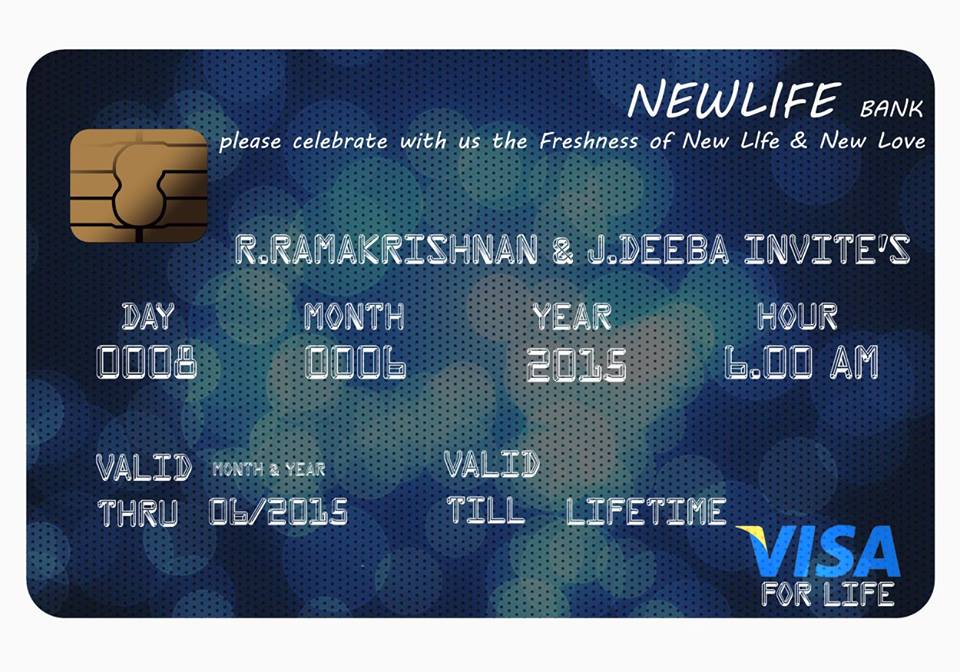 NEWLIFE BANK
please celebrate with us the Freshness of New LIfe & New Love
R.RAMAKRISHNAN & J.DEEBA INVITE'S
DAY MONTH YEAR HOUR
0008 0006 2015 6.00 AM
VALID MONTH & YEAR VALID
THRU 06/2015 TILL LIFETIME
VISA
FOR LIFE